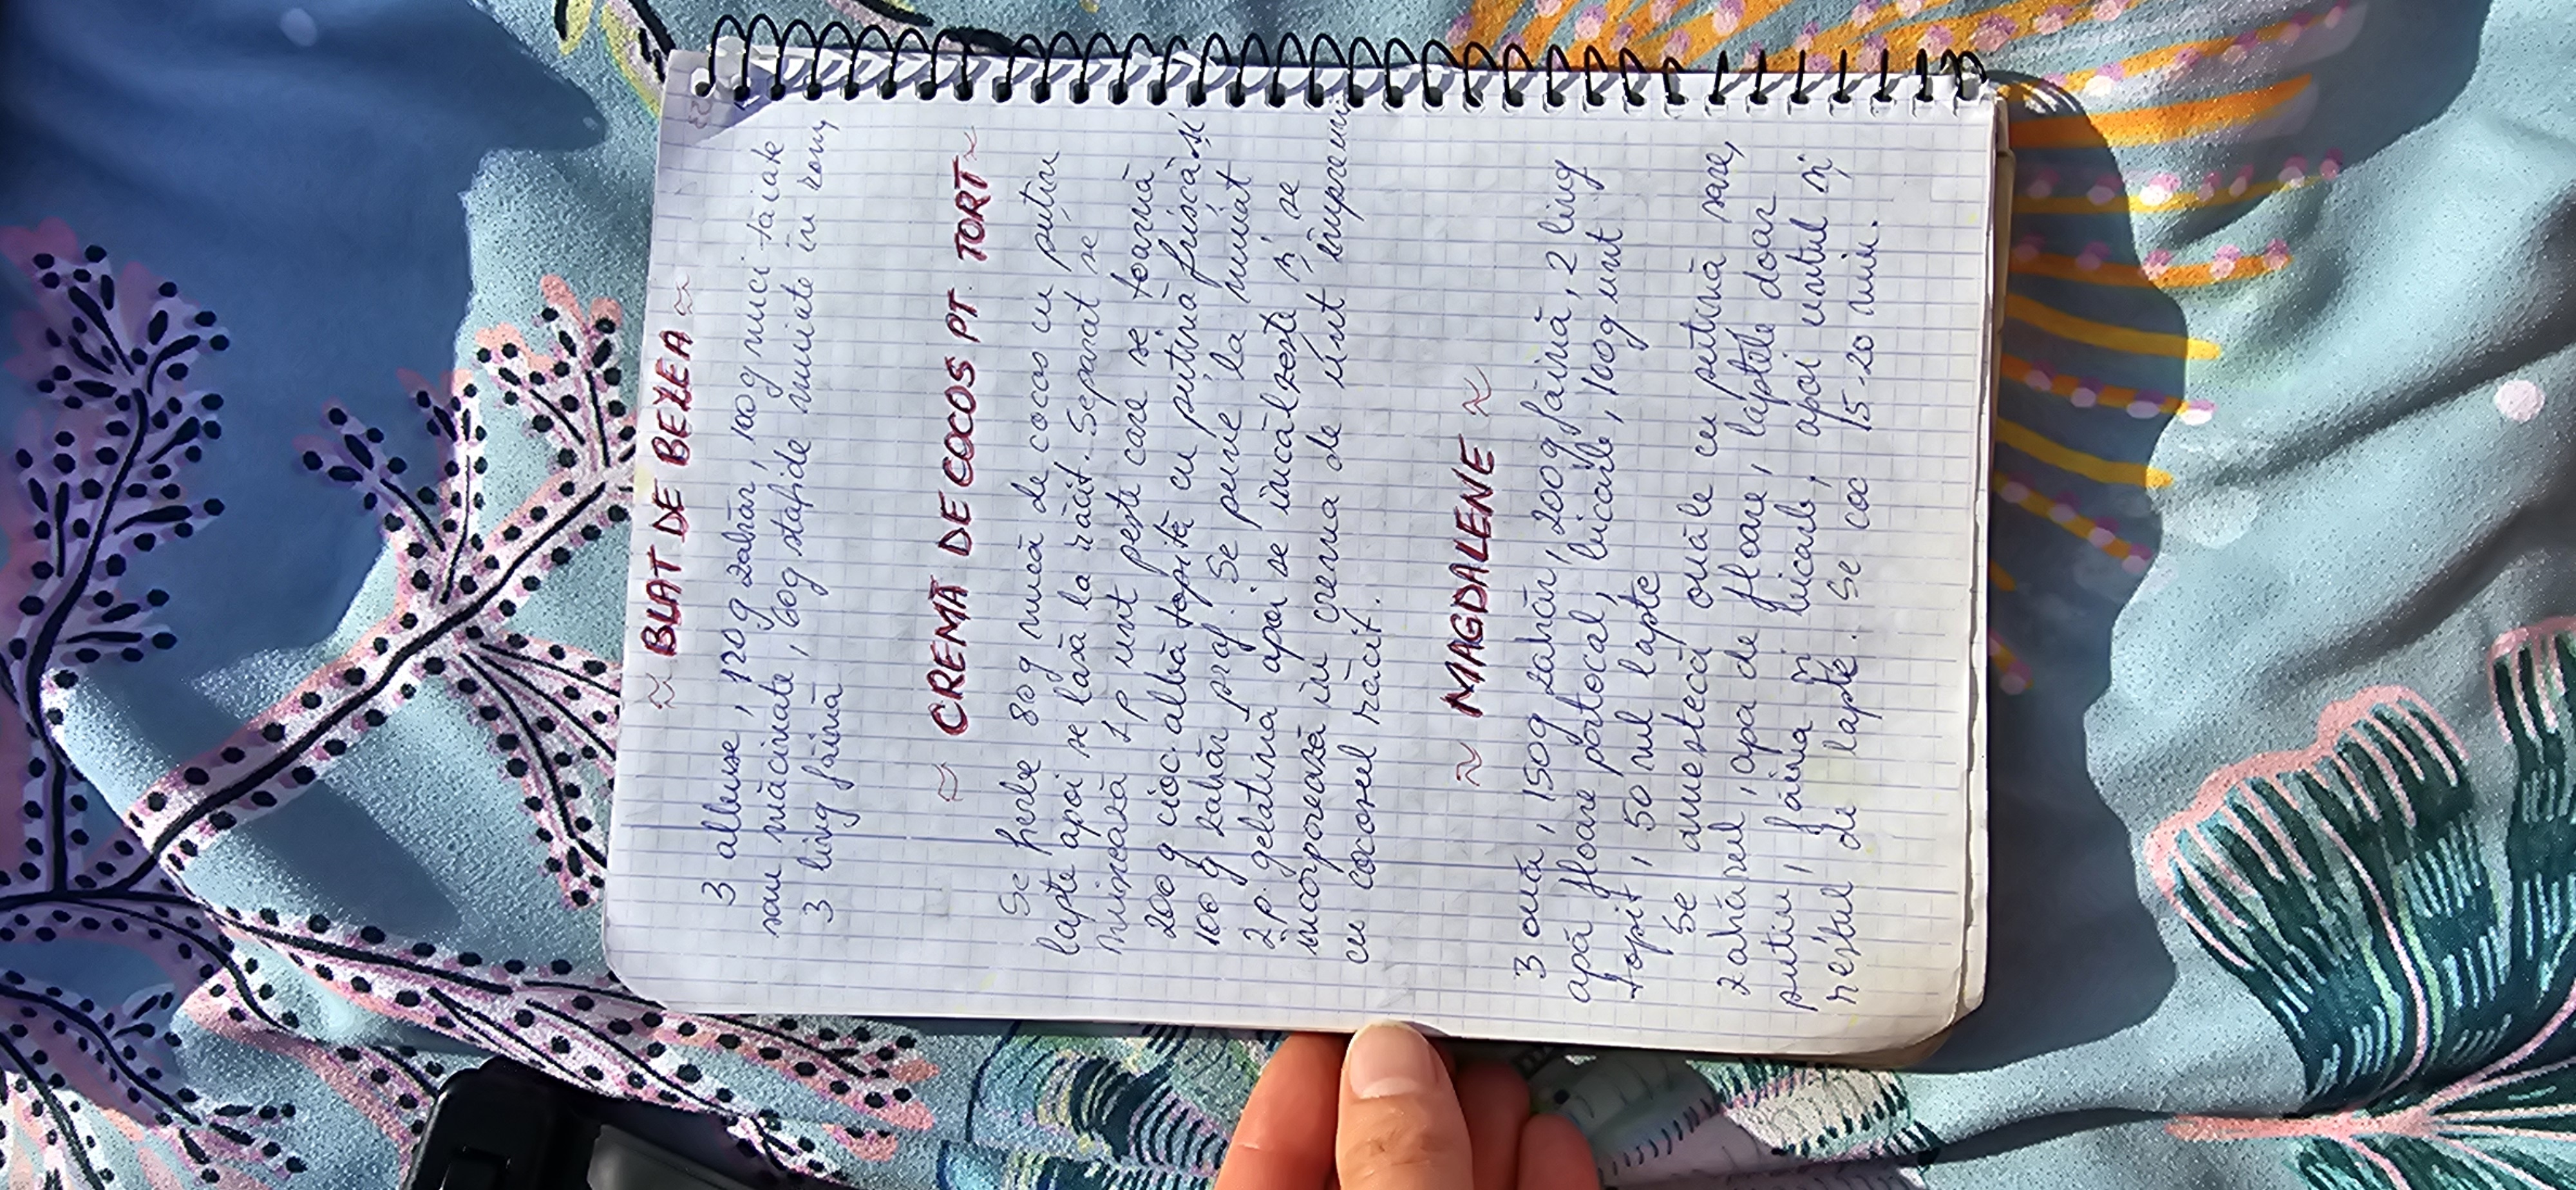 ≈ BLAT DE BEZEA ≈
3 albuse, 120g zahăr, 100g nuci tăiate
sau măcinate, 60g stafide muiate în rom,
3 ling făină
≈ CREMĂ DE COCOS PT. TORT ~
Se fierbe 80g nucă de cocos cu puțin
lapte apoi se lasă la răcit. Separat se
mixează 1p unt peste care se toarnă
200g cioc. albă topită cu puțină frișcă și
100g zahăr praf. Se pune la muiat
2p. gelatină apoi se încălzește și se
incorporează în crema de unt împreun
cu cocosul răcit.
≈ MAGDALENE ≈
3 ouă, 150g zahăr, 200g făină, 2 ling
apă floare portocal, bicarb, 100g unt
topit, 50 ml lapte
Se amestecă ouăle cu puțină sare,
zahărul, apa de floare, laptele doar
puțin, făina și bicarb, apoi untul și
restul de lapte. Se coc 15-20 min.